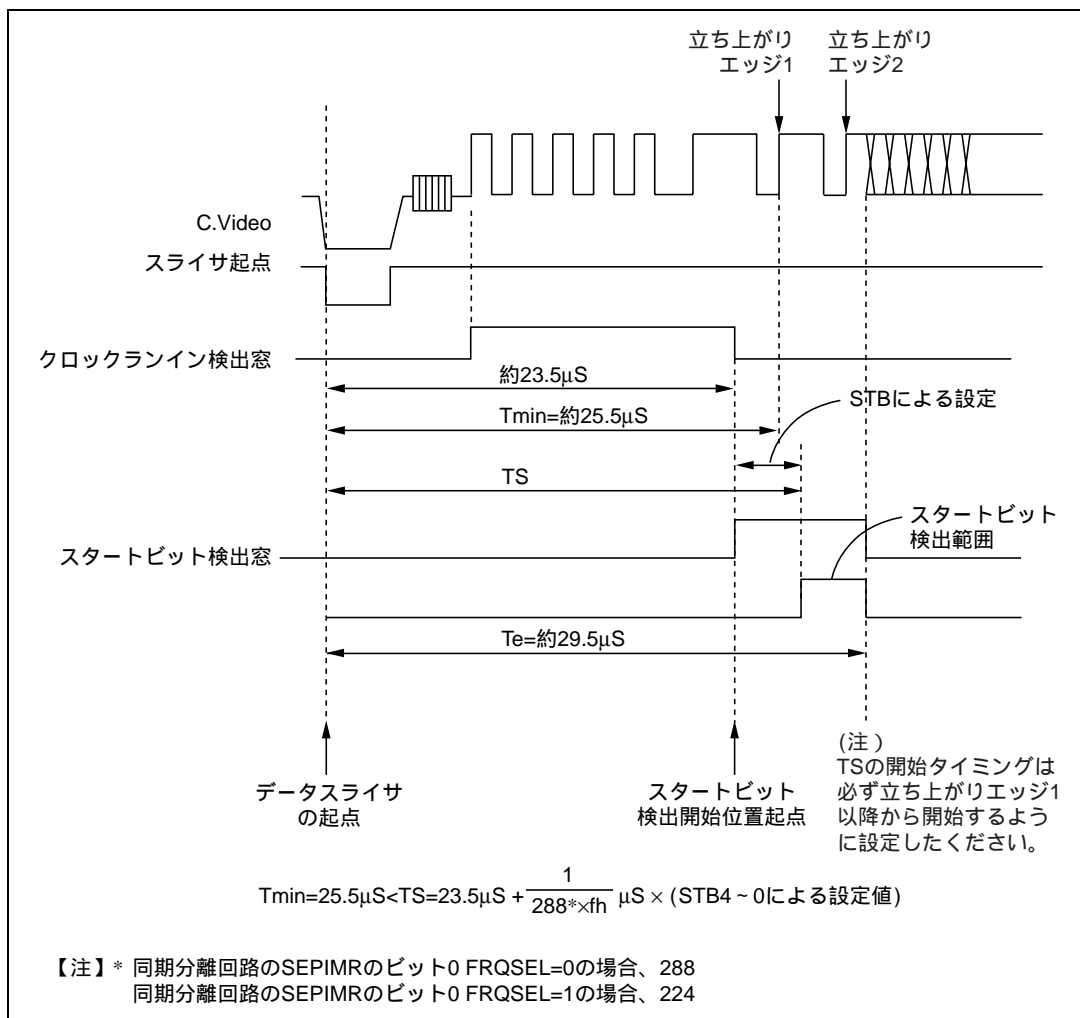 立ち上がり
エッジ1
立ち上がり
エッジ2
C.Video
スライサ起点
クロックランイン検出窓
約23.5μS
STBによる設定
Tmin=約25.5μS
TS
スタートビット
検出範囲
スタートビット検出窓
Te=約29.5μS
データスライサ
の起点
スタートビット
検出開始位置起点
(注)
TSの開始タイミングは
必ず立ち上がりエッジ1
以降から開始するよう
に設定したください。
Tmin=25.5μS<TS=23.5μS + 1/(288*×fh) μS × (STB4 ~ 0による設定値)
【注】* 同期分離回路のSEPIMRのビット0 FRQSEL=0の場合、288
同期分離回路のSEPIMRのビット0 FRQSEL=1の場合、224